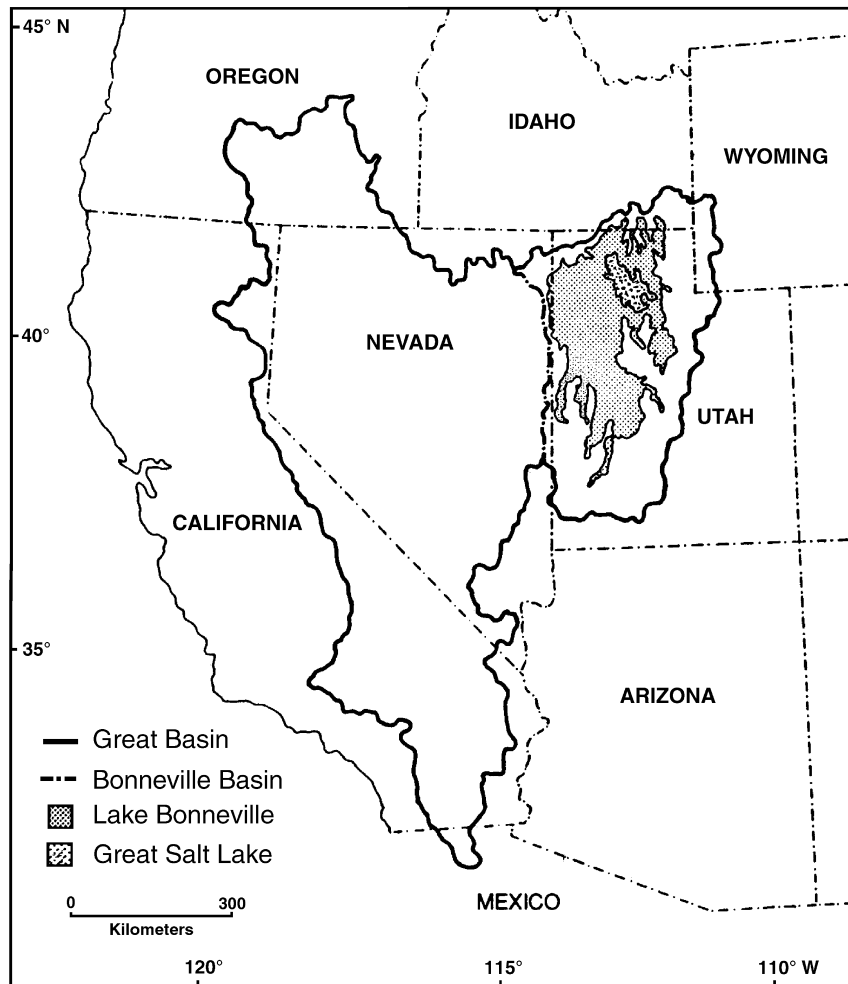 45° N
OREGON
IDAHO
WYOMING
40°
NEVADA
UTAH
CALIFORNIA
35°
ARIZONA
Great Basin
Bonneville Basin
Lake Bonneville
Great Salt Lake
0 300
Kilometers
MEXICO
120° 115° 110° W